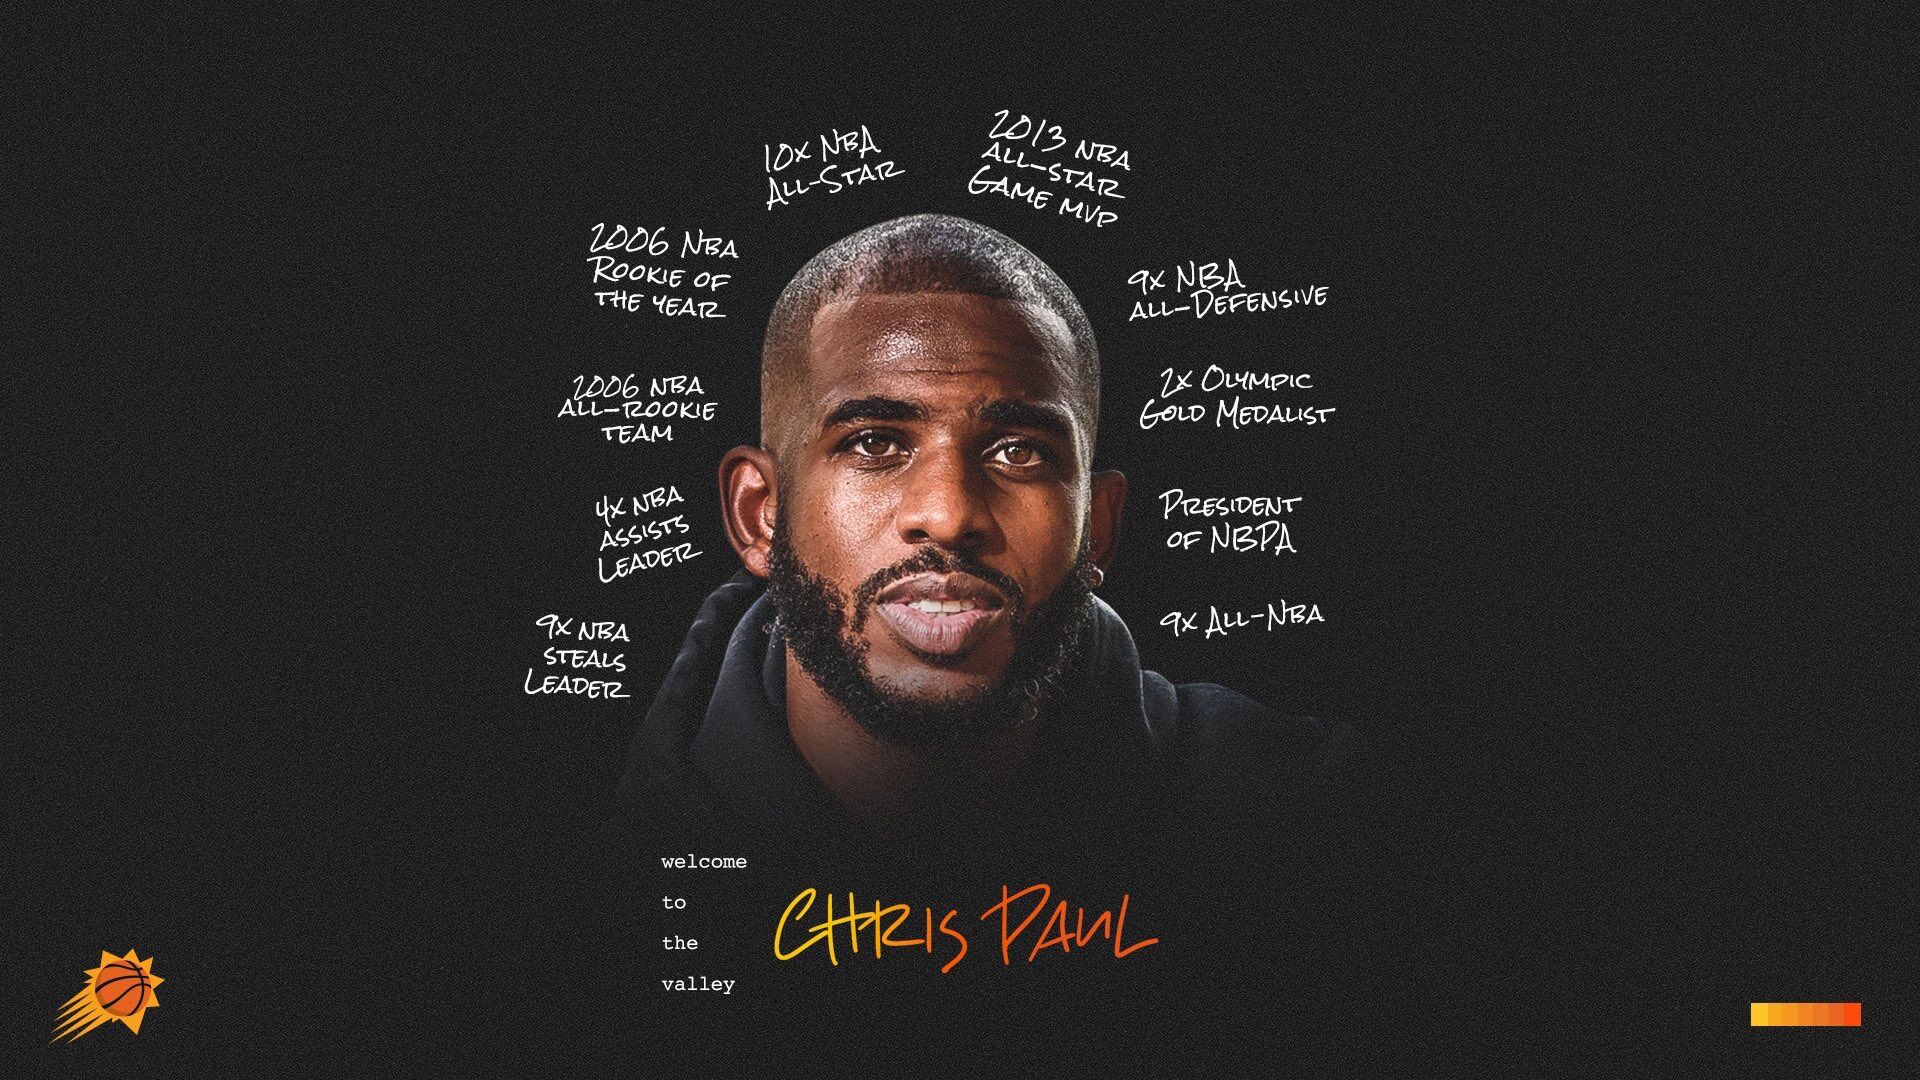 10x NBA
All-Star
2013 NBA
All-Star
Game MVP
2006 NBA
Rookie of
the Year
9x NBA
All-Defensive
2006 NBA
All-Rookie
Team
2x Olympic
Gold Medalist
4x NBA
Assists
Leader
President
of NBPA
9x NBA
Steals
Leader
9x All-NBA
welcome
to
the
valley
CHRIS PAUL